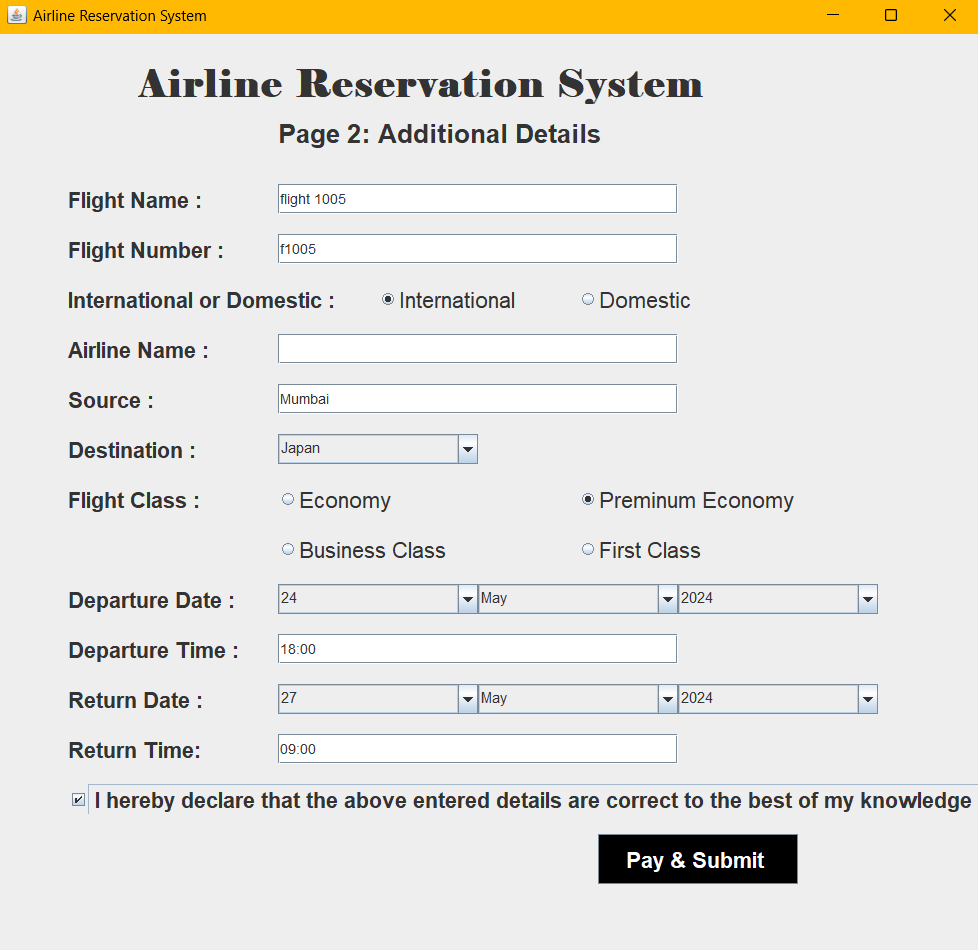 Airline Reservation System
Airline Reservation System
Page 2: Additional Details
Flight Name : flight 1005
Flight Number : f1005
International or Domestic : International Domestic
Airline Name :
Source : Mumbai
Destination : Japan
Flight Class : Economy Preminum Economy
Business Class First Class
Departure Date : 24 May 2024
Departure Time : 18:00
Return Date : 27 May 2024
Return Time: 09:00
I hereby declare that the above entered details are correct to the best of my knowledge
Pay & Submit